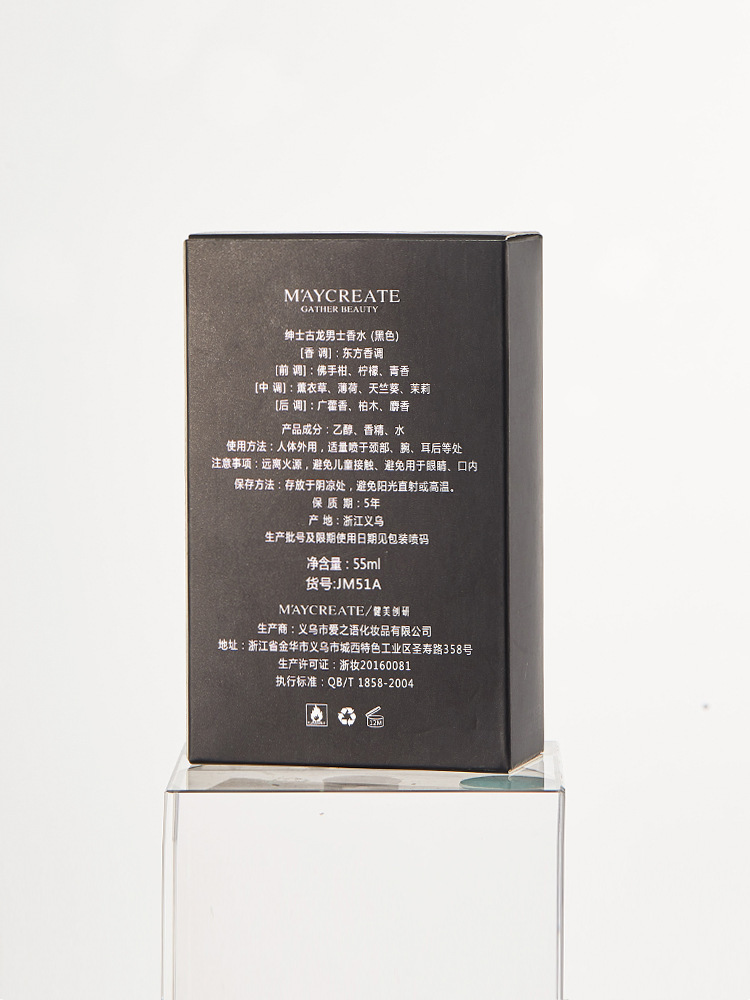 M'AYCREATE
GATHER BEAUTY
绅士古龙男士香水 (黑色)
[香 调]：东方香调
[前 调]：佛手柑、柠檬、青香
[中 调]：薰衣草、薄荷、天竺葵、茉莉
[后 调]：广藿香、柏木、麝香
产品成分：乙醇、香精、水
使用方法：人体外用，适量喷于颈部、腕、耳后等处
注意事项：远离火源，避免儿童接触、避免用于眼睛、口内
保存方法：存放于阴凉处，避免阳光直射或高温。
保 质 期：5年
产 地：浙江义乌
生产批号及限期使用日期见包装喷码
净含量：55ml
货号:JM51A
M'AYCREATE/健美创研
生产商：义乌市爱之语化妆品有限公司
地址：浙江省金华市义乌市城西特色工业区圣寿路358号
生产许可证：浙妆20160081
执行标准：QB/T 1858-2004
12M